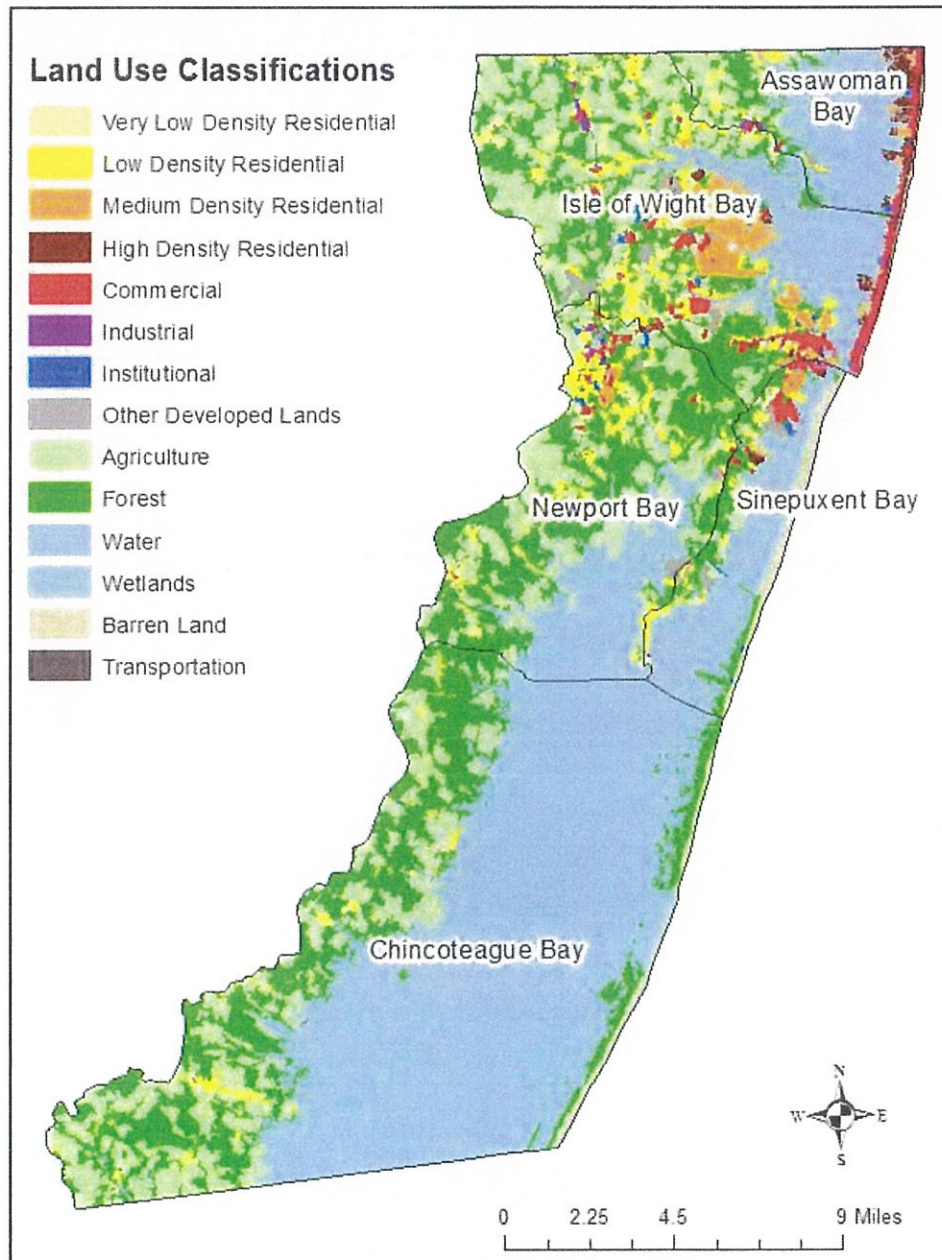 Land Use Classifications
Very Low Density Residential
Low Density Residential
Medium Density Residential
High Density Residential
Commercial
Industrial
Institutional
Other Developed Lands
Agriculture
Forest
Water
Wetlands
Barren Land
Transportation
Assawoman
Bay
Isle of Wight Bay
Newport Bay
Sinepuxent Bay
Chincoteague Bay
N
W
E
S
0 2.25 4.5 9 Miles